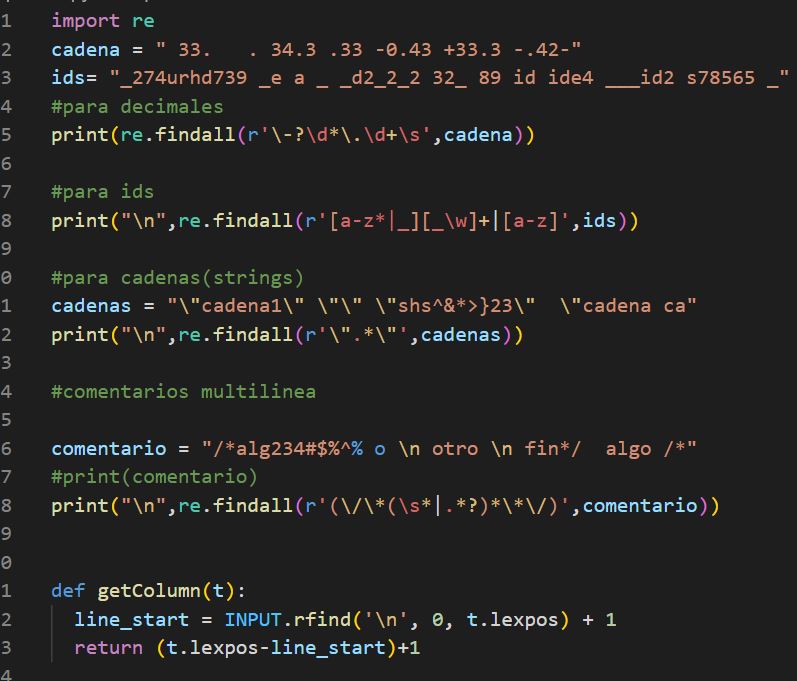 1 import re
2 cadena = " 33.   . 34.3 .33 -0.43 +33.3 -.42-"
3 ids= "_274urhd739 _e a _ _d2_2_2 32_ 89 id ide4 ___id2 s78565 _"
4 #para decimales
5 print(re.findall(r'\-?\d*\.\d+\s',cadena))
6
7 #para ids
8 print("\n",re.findall(r'[a-z*|_][_\w]+|[a-z]',ids))
9
0 #para cadenas(strings)
1 cadenas = "\"cadena1\" \"\" \"shs^&*>}23\"  \"cadena ca"
2 print("\n",re.findall(r'\".*\"',cadenas))
3
4 #comentarios multilinea
5
6 comentario = "/*alg234#$%^% o \n otro \n fin*/  algo /*"
7 #print(comentario)
8 print("\n",re.findall(r'(\/\*(\s*|.*?)*\*\/)',comentario))
9
0
1 def getColumn(t):
2   line_start = INPUT.rfind('\n', 0, t.lexpos) + 1
3   return (t.lexpos-line_start)+1
4